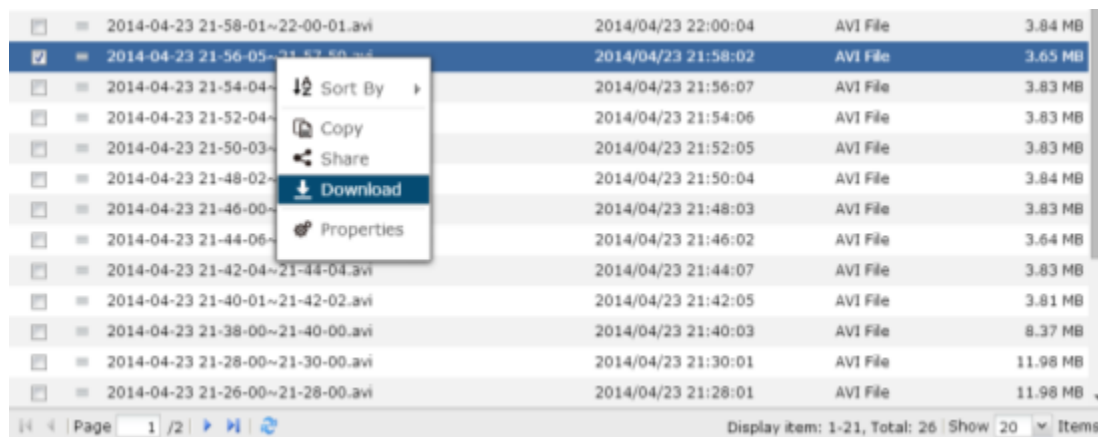 2014-04-23 21-58-01~22-00-01.avi 2014/04/23 22:00:04 AVI File 3.84 MB
2014-04-23 21-56-05~21-57-59.avi 2014/04/23 21:58:02 AVI File 3.65 MB
2014-04-23 21-54-04~ Sort By 2014/04/23 21:56:07 AVI File 3.83 MB
2014-04-23 21-52-04~ Copy 2014/04/23 21:54:06 AVI File 3.83 MB
2014-04-23 21-50-03~ Share 2014/04/23 21:52:05 AVI File 3.83 MB
2014-04-23 21-48-02~ Download 2014/04/23 21:50:04 AVI File 3.84 MB
2014-04-23 21-46-00~ Properties 2014/04/23 21:48:03 AVI File 3.83 MB
2014-04-23 21-44-06~ 2014/04/23 21:46:02 AVI File 3.64 MB
2014-04-23 21-42-04~21-44-04.avi 2014/04/23 21:44:07 AVI File 3.83 MB
2014-04-23 21-40-01~21-42-02.avi 2014/04/23 21:42:05 AVI File 3.81 MB
2014-04-23 21-38-00~21-40-00.avi 2014/04/23 21:40:03 AVI File 8.37 MB
2014-04-23 21-28-00~21-30-00.avi 2014/04/23 21:30:01 AVI File 11.98 MB
2014-04-23 21-26-00~21-28-00.avi 2014/04/23 21:28:01 AVI File 11.98 MB
Page 1 /2 Display item: 1-21, Total: 26 Show 20 Items